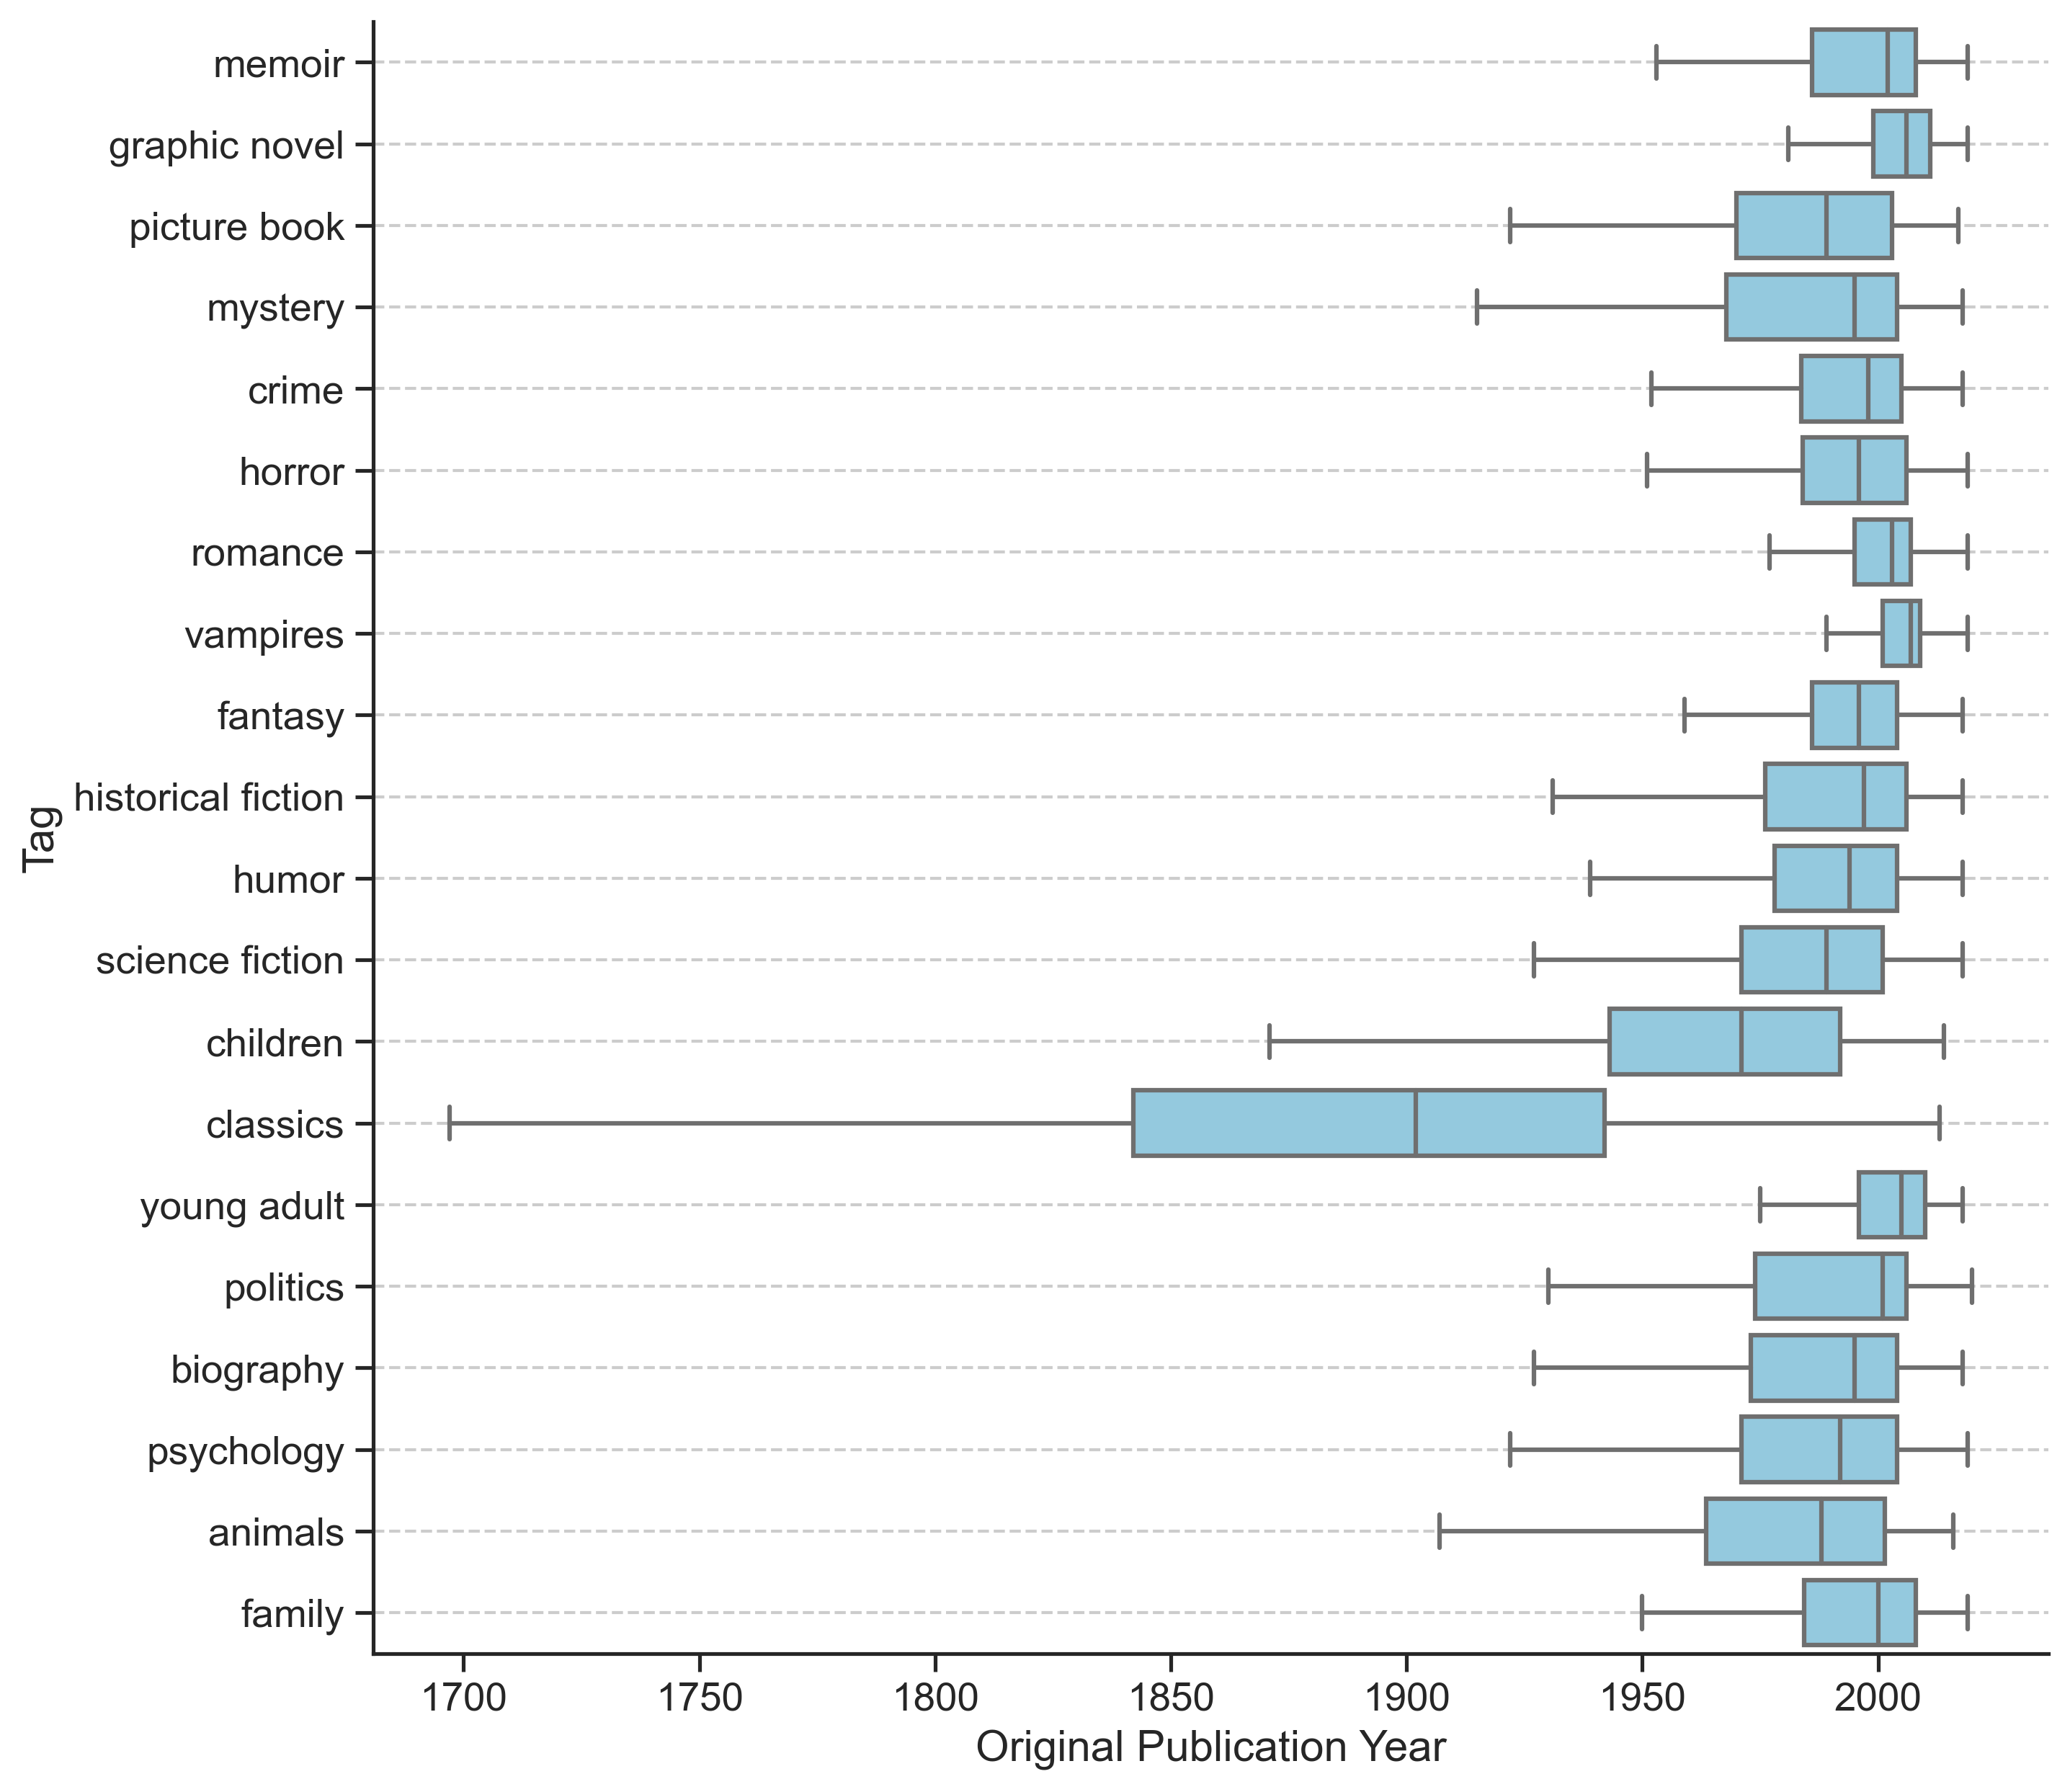 memoir
graphic novel
picture book
mystery
crime
horror
romance
vampires
fantasy
historical fiction
humor
science fiction
children
classics
young adult
politics
biography
psychology
animals
family
Tag
1700 1750 1800 1850 1900 1950 2000
Original Publication Year